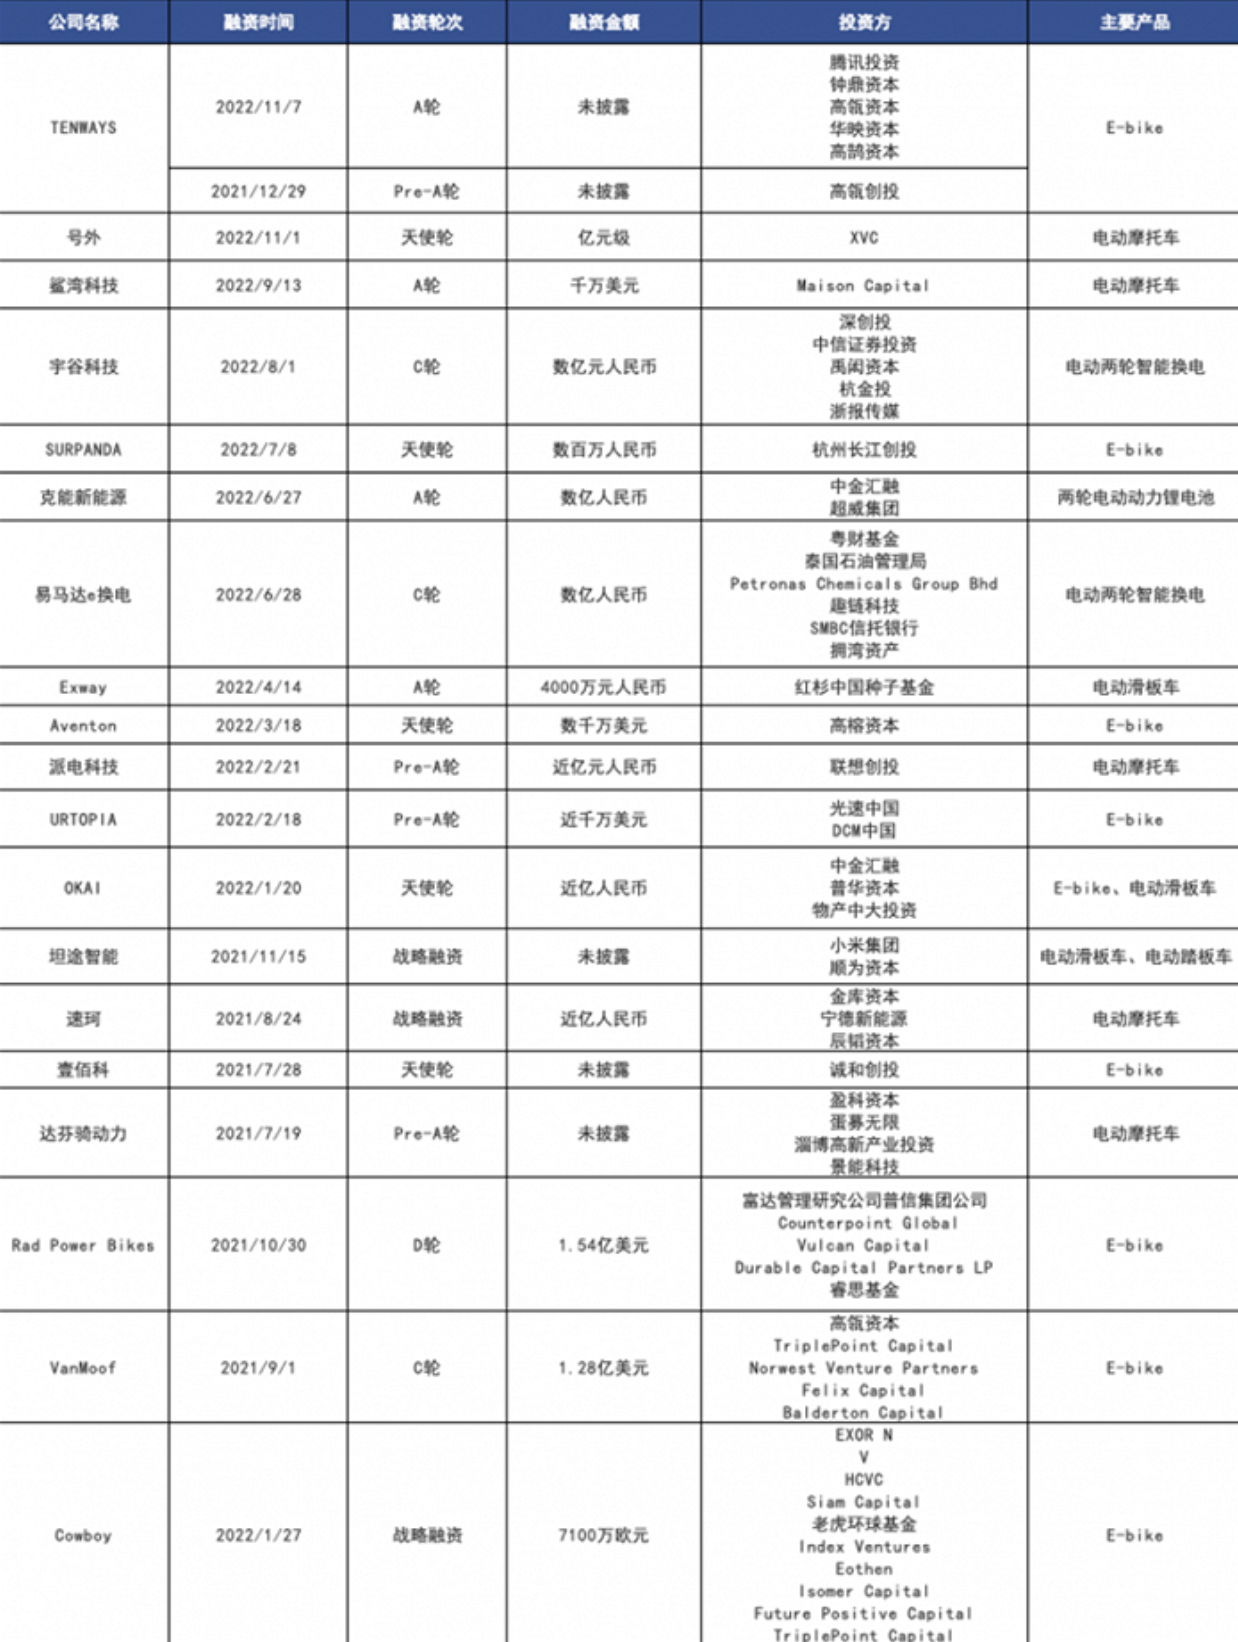 公司名称 融资时间 融资轮次 融资金额 投资方 主要产品
TENWAYS 2022/11/7 A轮 未披露 腾讯投资 E-bike
钟鼎资本
高瓴资本
华映资本
高鹄资本
2021/12/29 Pre-A轮 未披露 高瓴创投
号外 2022/11/1 天使轮 亿元级 XVC 电动摩托车
鲨湾科技 2022/9/13 A轮 千万美元 Maison Capital 电动摩托车
宇谷科技 2022/8/1 C轮 数亿元人民币 深创投 电动两轮智能换电
中信证券投资
禹闳资本
杭金投
浙报传媒
SURPANDA 2022/7/8 天使轮 数百万人民币 杭州长江创投 E-bike
克能新能源 2022/6/27 A轮 数亿人民币 中金汇融 两轮电动动力锂电池
超威集团
易马达e换电 2022/6/28 C轮 数亿人民币 粤财基金 电动两轮智能换电
泰国石油管理局
Petronas Chemicals Group Bhd
趣链科技
SMBC信托银行
拥湾资产
Exway 2022/4/14 A轮 4000万元人民币 红杉中国种子基金 电动滑板车
Aventon 2022/3/18 天使轮 数千万美元 高榕资本 E-bike
派电科技 2022/2/21 Pre-A轮 近亿元人民币 联想创投 电动摩托车
URTOPIA 2022/2/18 Pre-A轮 近千万美元 光速中国 E-bike
DCM中国
OKAI 2022/1/20 天使轮 近亿人民币 中金汇融 E-bike、电动滑板车
普华资本
物产中大投资
坦途智能 2021/11/15 战略融资 未披露 小米集团 电动滑板车、电动踏板车
顺为资本
速珂 2021/8/24 战略融资 近亿人民币 金库资本 电动摩托车
宁德新能源
辰韬资本
壹佰科 2021/7/28 天使轮 未披露 诚和创投 E-bike
达芬骑动力 2021/7/19 Pre-A轮 未披露 盈科资本 电动摩托车
蛋募无限
淄博高新产业投资
景能科技
Rad Power Bikes 2021/10/30 D轮 1.54亿美元 富达管理研究公司普信集团公司 E-bike
Counterpoint Global
Vulcan Capital
Durable Capital Partners LP
睿思基金
VanMoof 2021/9/1 C轮 1.28亿美元 高瓴资本 E-bike
TriplePoint Capital
Norwest Venture Partners
Felix Capital
Balderton Capital
Cowboy 2022/1/27 战略融资 7100万欧元 EXOR N E-bike
V
HCVC
Siam Capital
老虎环球基金
Index Ventures
Eothen
Isomer Capital
Future Positive Capital
TriplePoint Capital